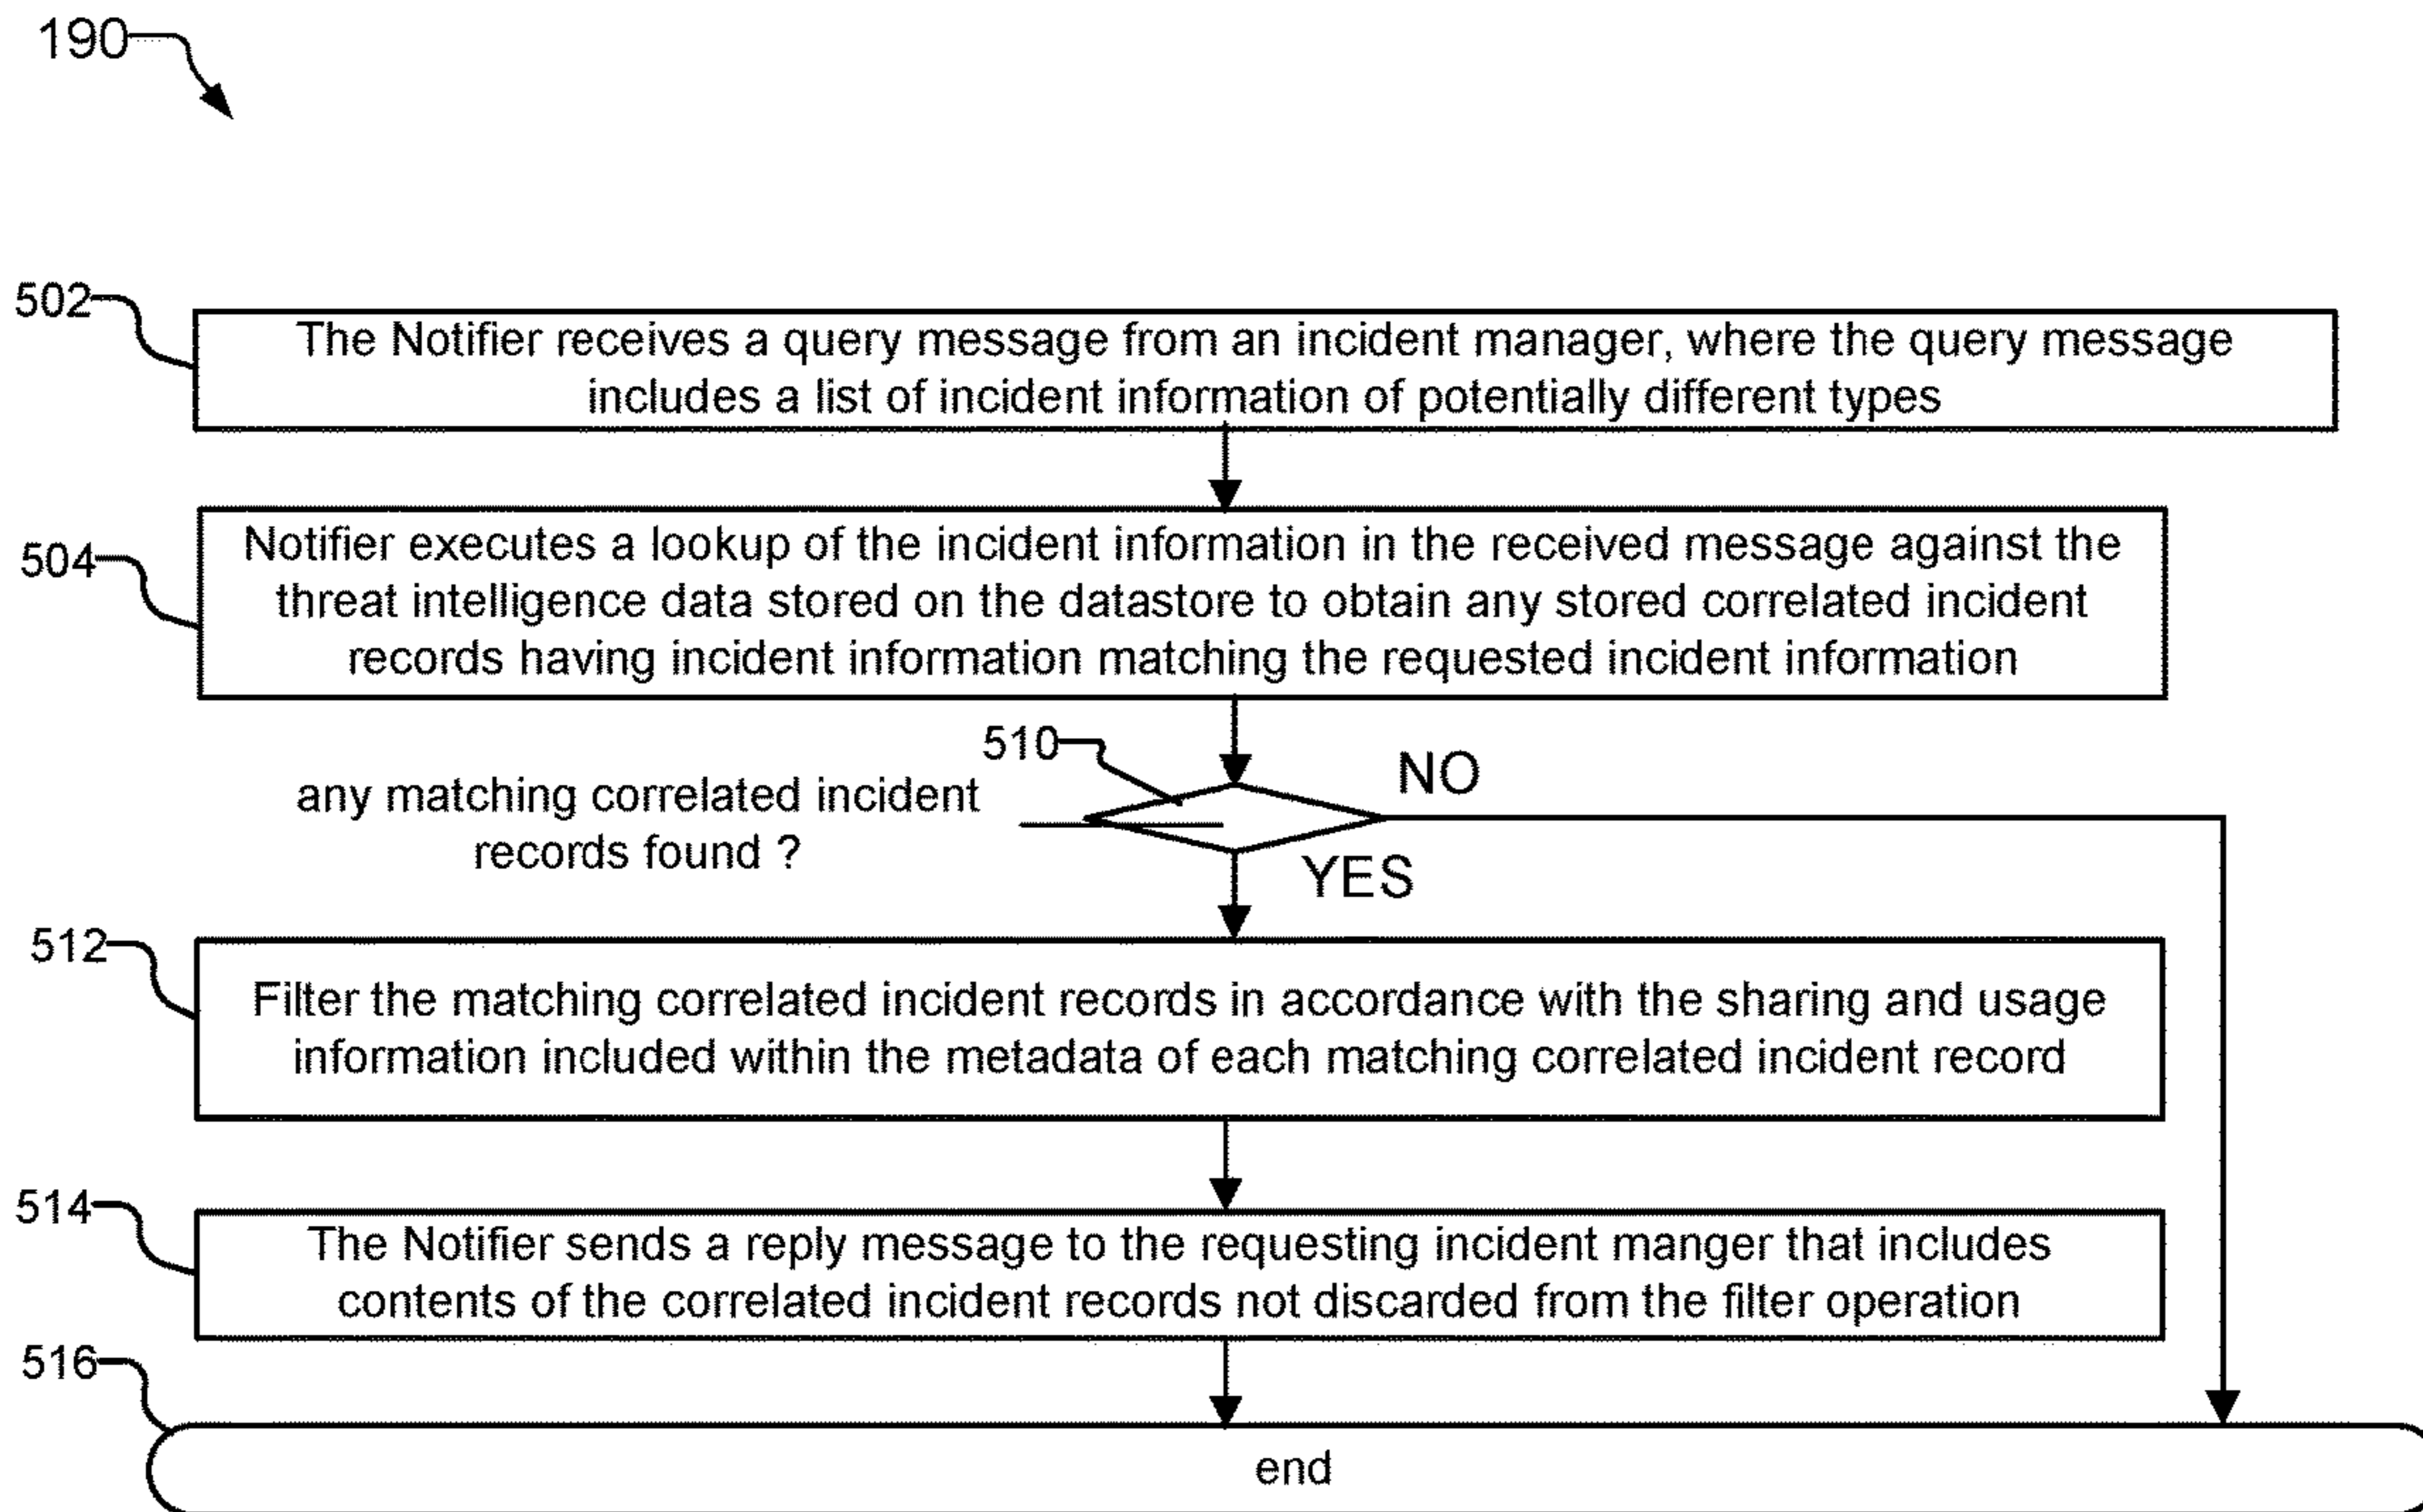 190
502
The Notifier receives a query message from an incident manager, where the query message
includes a list of incident information of potentially different types
504
Notifier executes a lookup of the incident information in the received message against the
threat intelligence data stored on the datastore to obtain any stored correlated incident
records having incident information matching the requested incident information
510
NO
any matching correlated incident
records found ?
YES
512
Filter the matching correlated incident records in accordance with the sharing and usage
information included within the metadata of each matching correlated incident record
514
The Notifier sends a reply message to the requesting incident manger that includes
contents of the correlated incident records not discarded from the filter operation
516
end